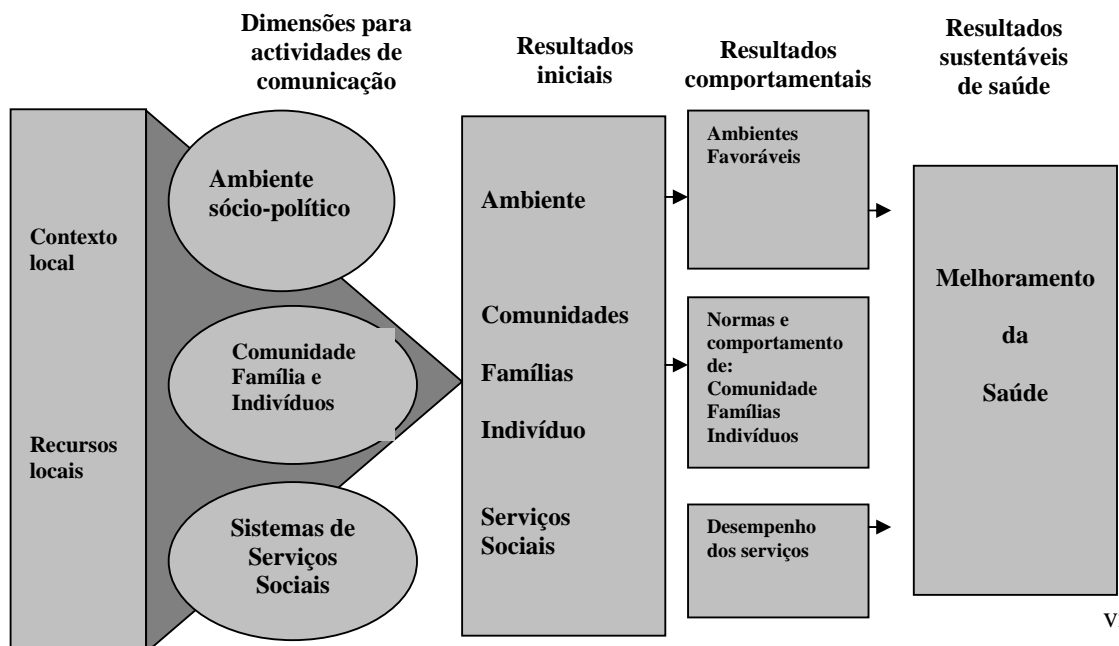 Dimensões para
actividades de
comunicação
Resultados
iniciais
Resultados
comportamentais
Resultados
sustentáveis
de saúde
Contexto
local
Recursos
locais
Ambiente
sócio-político
Comunidade
Família e
Indivíduos
Sistemas de
Serviços
Sociais
Ambiente
Comunidades
Famílias
Indivíduo
Serviços
Sociais
Ambientes
Favoráveis
Normas e
comportamento
de:
Comunidade
Famílias
Indivíduos
Desempenho
dos serviços
Melhoramento
da
Saúde